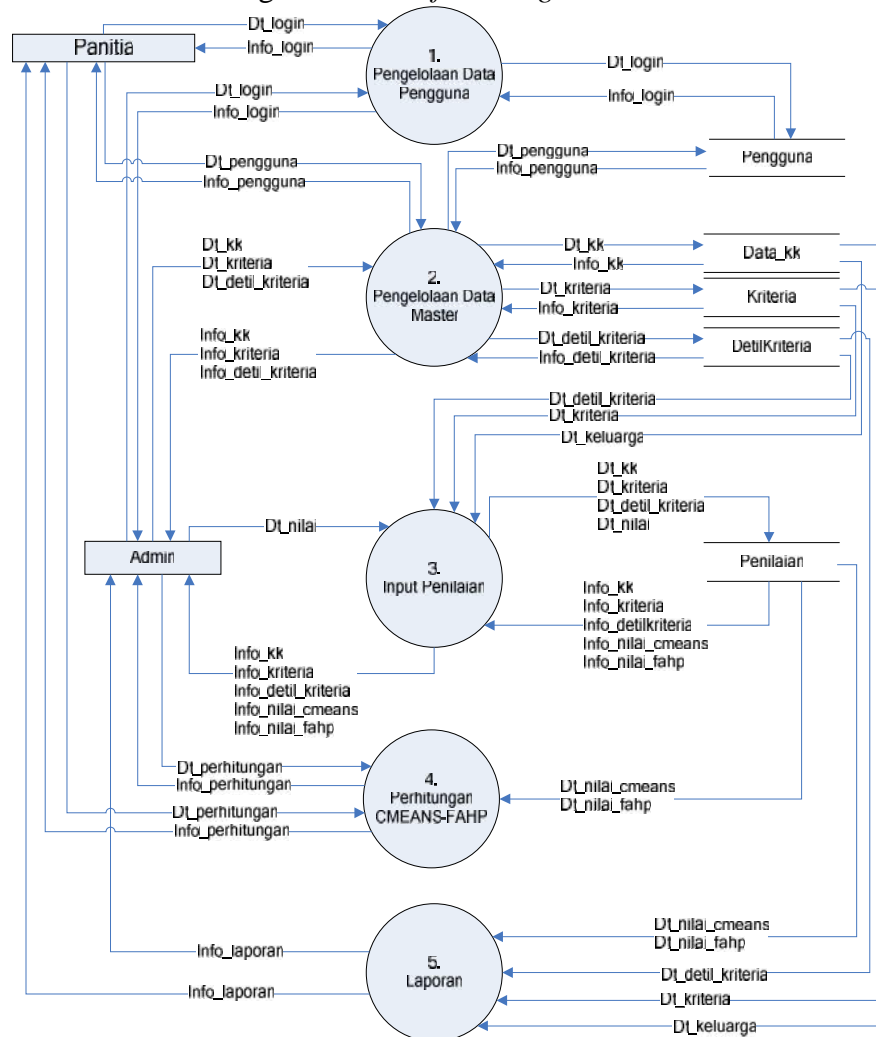 Dt_login
Info_login
Panitia
1.
Pengelolaan Data
Pengguna
Dt_login
Info_login
Dt_login
Info_login
Dt_pengguna
Info_pengguna
Dt_pengguna
Info_pengguna
Pengguna
Dt_kk
Dt_kriteria
Dt_detil_kriteria
2.
Pengelolaan Data
Master
Dt_kk
Info_kk
Dt_kriteria
Info_kriteria
Dt_detil_kriteria
Info_detil_kriteria
Data_kk
Kriteria
DetilKriteria
Info_kk
Info_kriteria
Info_detil_kriteria
Dt_detil_kriteria
Dt_kriteria
Dt_keluarga
Dt_nilai
Admin
3.
Input Penilaian
Dt_kk
Dt_kriteria
Dt_detil_kriteria
Dt_nilai
Penilaian
Info_kk
Info_kriteria
Info_detilkriteria
Info_nilai_cmeans
Info_nilai_fahp
Info_kk
Info_kriteria
Info_detil_kriteria
Info_nilai_cmeans
Info_nilai_fahp
Dt_perhitungan
Info_perhitungan
Dt_perhitungan
Info_perhitungan
4.
Perhitungan
CMEANS-FAHP
Dt_nilai_cmeans
Dt_nilai_fahp
Info_laporan
Info_laporan
5.
Laporan
Dt_nilai_cmeans
Dt_nilai_fahp
Dt_detil_kriteria
Dt_kriteria
Dt_keluarga